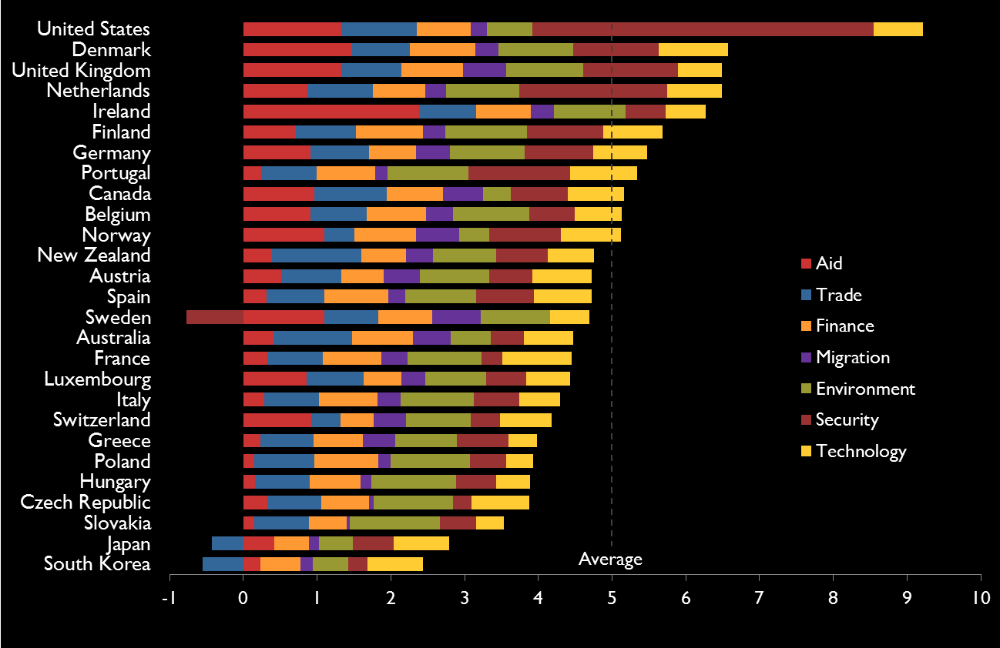 United States
Denmark
United Kingdom
Netherlands
Ireland
Finland
Germany
Portugal
Canada
Belgium
Norway
New Zealand
Austria
Spain
Sweden
Australia
France
Luxembourg
Italy
Switzerland
Greece
Poland
Hungary
Czech Republic
Slovakia
Japan
South Korea
Aid
Trade
Finance
Migration
Environment
Security
Technology
Average
-1 0 1 2 3 4 5 6 7 8 9 10